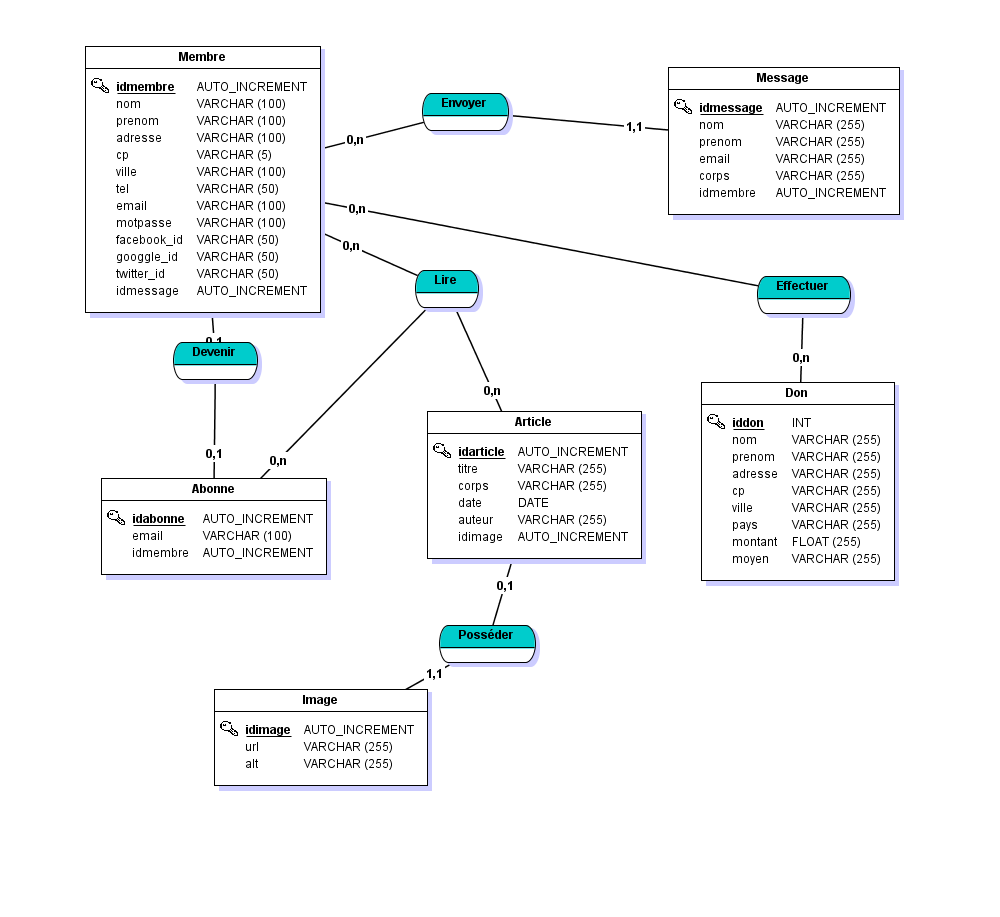 Membre
idmembre AUTO_INCREMENT
nom VARCHAR (100)
prenom VARCHAR (100)
adresse VARCHAR (100)
cp VARCHAR (5)
ville VARCHAR (100)
tel VARCHAR (50)
email VARCHAR (100)
motpasse VARCHAR (100)
facebook_id VARCHAR (50)
googgle_id VARCHAR (50)
twitter_id VARCHAR (50)
idmessage AUTO_INCREMENT
Envoyer
0,n
1,1
Message
idmessage AUTO_INCREMENT
nom VARCHAR (255)
prenom VARCHAR (255)
email VARCHAR (255)
corps VARCHAR (255)
idmembre AUTO_INCREMENT
0,n
0,n
Lire
Effectuer
0,1
Devenir
0,n
0,n
0,1
0,n
Don
iddon INT
nom VARCHAR (255)
prenom VARCHAR (255)
adresse VARCHAR (255)
cp VARCHAR (255)
ville VARCHAR (255)
pays VARCHAR (255)
montant FLOAT (255)
moyen VARCHAR (255)
Article
idarticle AUTO_INCREMENT
titre VARCHAR (255)
corps VARCHAR (255)
date DATE
auteur VARCHAR (255)
idimage AUTO_INCREMENT
Abonne
idabonne AUTO_INCREMENT
email VARCHAR (100)
idmembre AUTO_INCREMENT
0,1
Posséder
1,1
Image
idimage AUTO_INCREMENT
url VARCHAR (255)
alt VARCHAR (255)